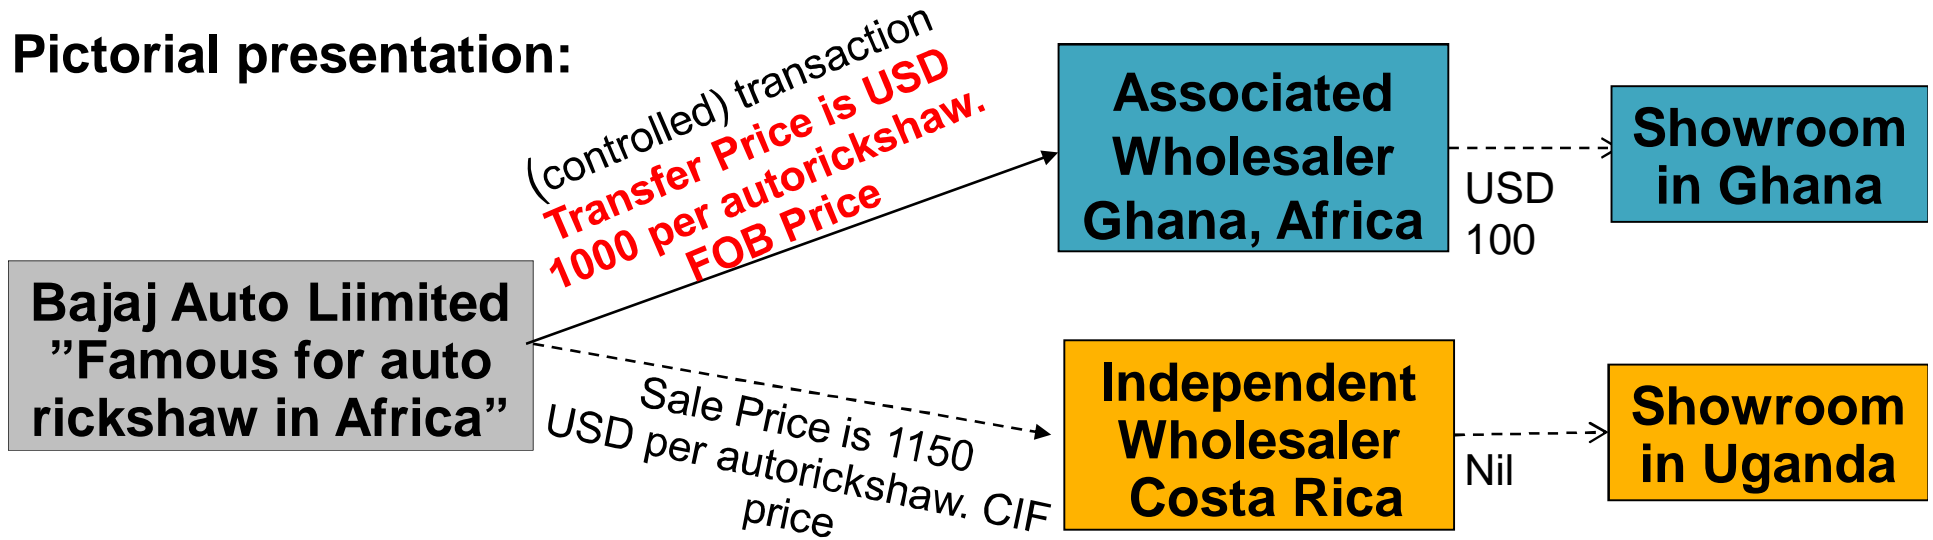 Pictorial presentation:
(controlled) transaction
Transfer Price is USD
1000 per autorickshaw.
FOB Price
Associated
Wholesaler
Ghana, Africa
USD
100
Showroom
in Ghana
Bajaj Auto Liimited
”Famous for auto
rickshaw in Africa”
Sale Price is 1150
USD per autorickshaw. CIF
price
Independent
Wholesaler
Costa Rica
Nil
Showroom
in Uganda